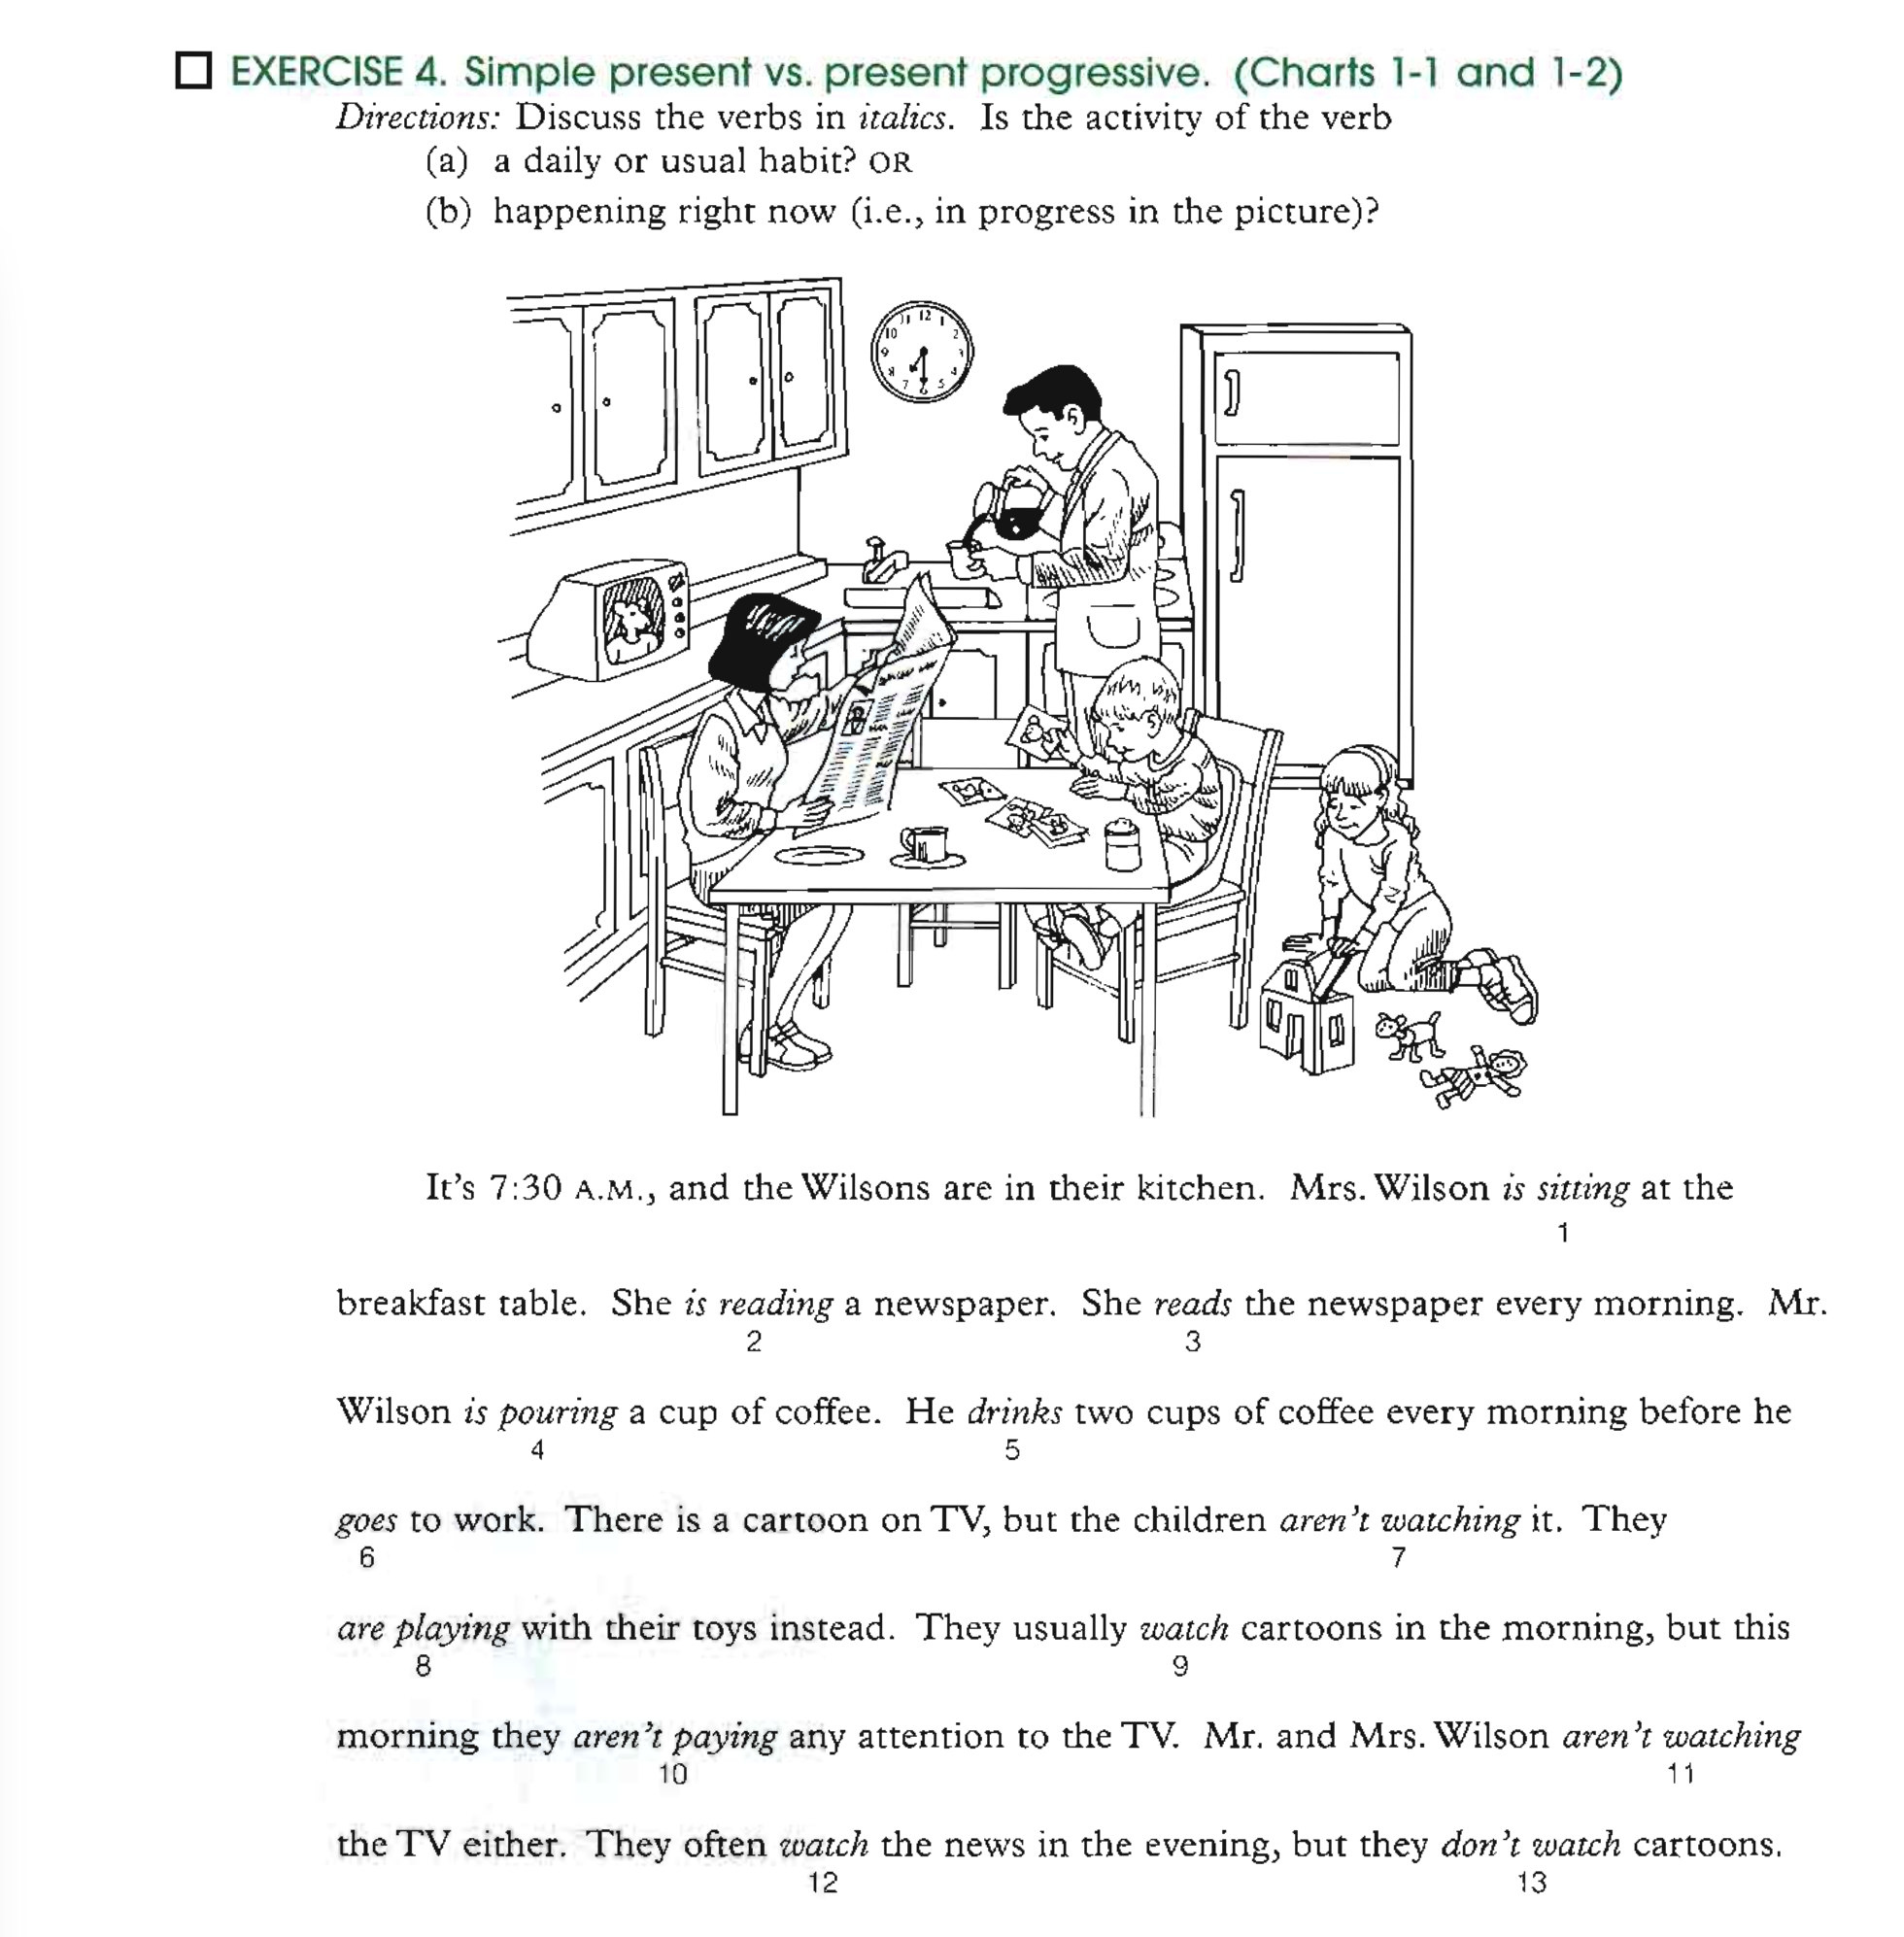 □ EXERCISE 4. Simple present vs. present progressive. (Charts 1-1 and 1-2)
Directions: Discuss the verbs in italics. Is the activity of the verb
(a) a daily or usual habit? OR
(b) happening right now (i.e., in progress in the picture)?
11 12 1
10 2
9 3
8 4
7 6 5
It's 7:30 A.M., and the Wilsons are in their kitchen. Mrs. Wilson is sitting at the
1
breakfast table. She is reading a newspaper. She reads the newspaper every morning. Mr.
2 3
Wilson is pouring a cup of coffee. He drinks two cups of coffee every morning before he
4 5
goes to work. There is a cartoon on TV, but the children aren't watching it. They
6 7
are playing with their toys instead. They usually watch cartoons in the morning, but this
8 9
morning they aren't paying any attention to the TV. Mr. and Mrs. Wilson aren't watching
10 11
the TV either. They often watch the news in the evening, but they don't watch cartoons.
12 13